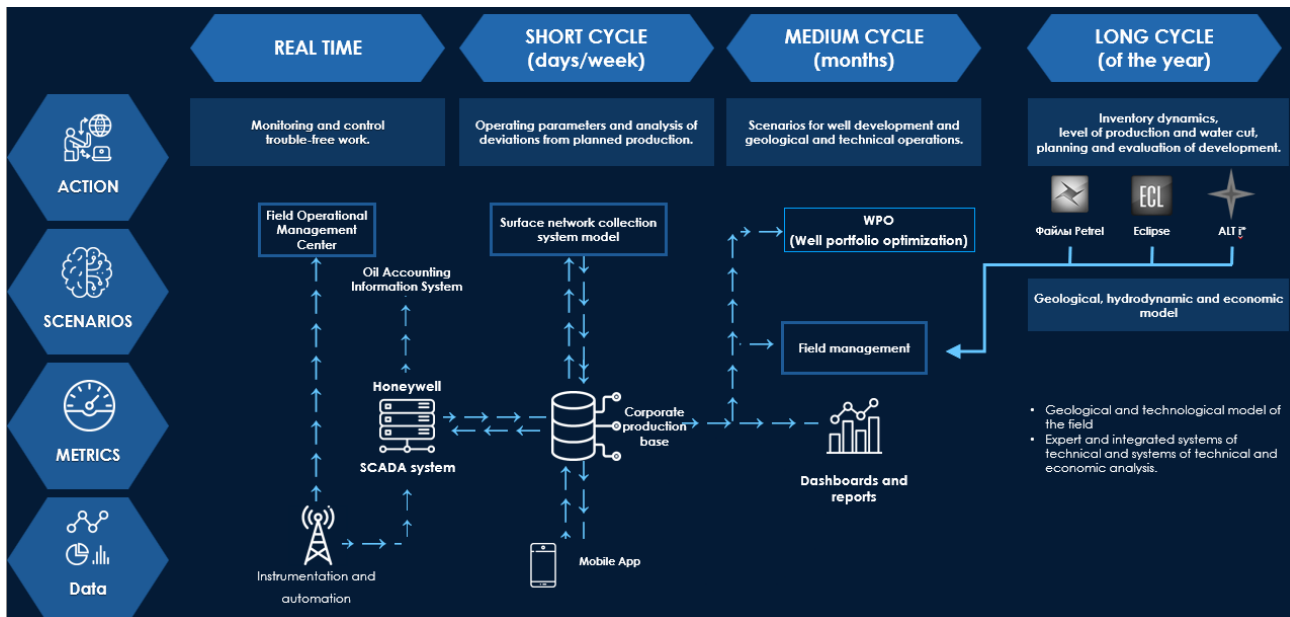 REAL TIME
SHORT CYCLE
(days/week)
MEDIUM CYCLE
(months)
LONG CYCLE
(of the year)
ACTION
Monitoring and control
trouble-free work.
Operating parameters and analysis of
deviations from planned production.
Scenarios for well development and
geological and technical operations.
Inventory dynamics,
level of production and water cut,
planning and evaluation of development.
ECL
Файлы Petrel
Eclipse
ALT j*
SCENARIOS
Field Operational
Management
Center
Oil Accounting
Information System
Surface network collection
system model
WPO
(Well portfolio optimization)
Field management
Geological, hydrodynamic and economic
model
METRICS
Honeywell
SCADA system
Corporate
production
base
Dashboards and
reports
• Geological and technological model of
the field
• Expert and integrated systems of
technical and systems of technical and
economic analysis.
Data
Instrumentation and
automation
Mobile App